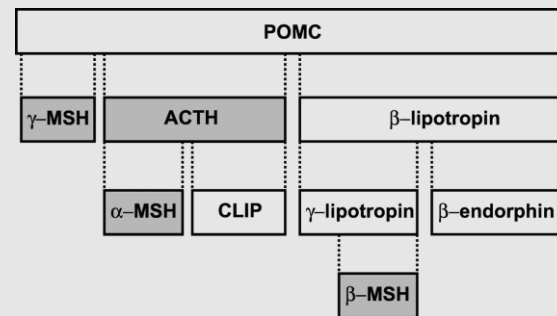 POMC
γ–MSH ACTH β–lipotropin
α–MSH CLIP γ–lipotropin β–endorphin
β–MSH